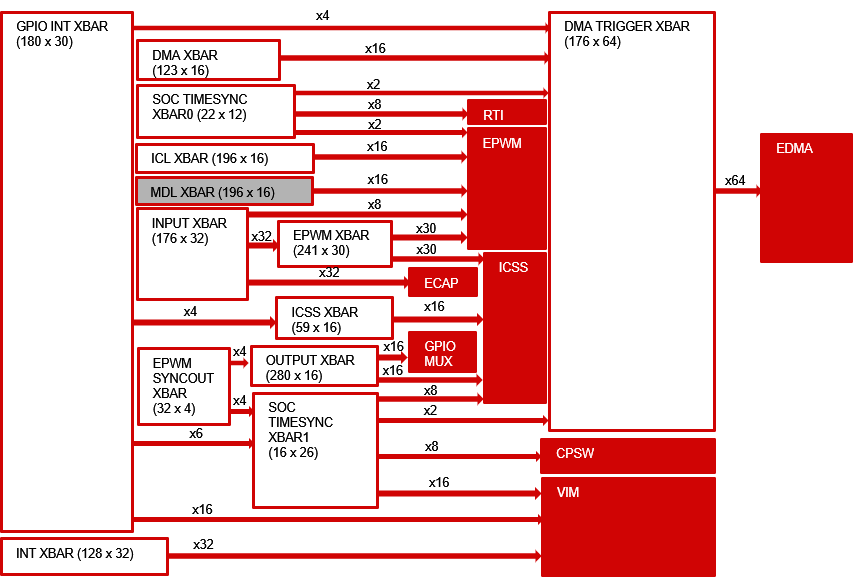 GPIO INT XBAR
(180 x 30)
x4
DMA TRIGGER XBAR
(176 x 64)
DMA XBAR
(123 x 16)
x16
SOC TIMESYNC
XBAR0 (22 x 12)
x2
x8
x2
RTI
EPWM
ICL XBAR (196 x 16)
x16
MDL XBAR (196 x 16)
x16
x8
INPUT XBAR
(176 x 32)
x32
EPWM XBAR
(241 x 30)
x30
x30
x32
ECAP
ICSS
EDMA
x64
x4
ICSS XBAR
(59 x 16)
x16
EPWM
SYNCOUT
XBAR
(32 x 4)
x4
OUTPUT XBAR
(280 x 16)
x16
x16
GPIO
MUX
x4
SOC
TIMESYNC
XBAR1
(16 x 26)
x8
x2
x6
x8
CPSW
x16
VIM
x16
INT XBAR (128 x 32)
x32